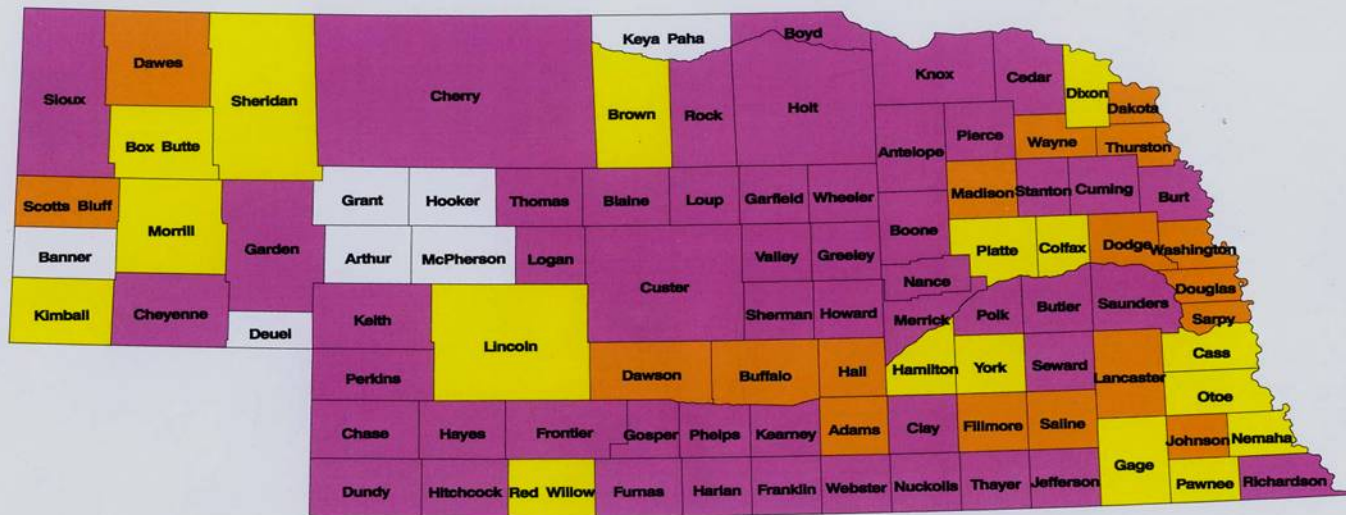 Keya Paha
Boyd
Dawes
Sioux
Sheridan
Cherry
Brown
Rock
Holt
Knox
Cedar
Dixon
Dakota
Box Butte
Antelope
Pierce
Wayne
Thurston
Scotts Bluff
Grant
Hooker
Thomas
Blaine
Loup
Garfield
Wheeler
Madison
Stanton
Cuming
Burt
Banner
Morrill
Garden
Arthur
McPherson
Logan
Custer
Valley
Greeley
Boone
Platte
Colfax
Dodge
Washington
Nance
Kimball
Cheyenne
Deuel
Keith
Lincoln
Sherman
Howard
Merrick
Polk
Butler
Saunders
Douglas
Sarpy
Perkins
Dawson
Buffalo
Hall
Hamilton
York
Seward
Lancaster
Cass
Otoe
Chase
Hayes
Frontier
Gosper
Phelps
Kearney
Adams
Clay
Fillmore
Saline
Johnson
Nemaha
Gage
Dundy
Hitchcock
Red Willow
Furnas
Harlan
Franklin
Webster
Nuckolls
Thayer
Jefferson
Pawnee
Richardson